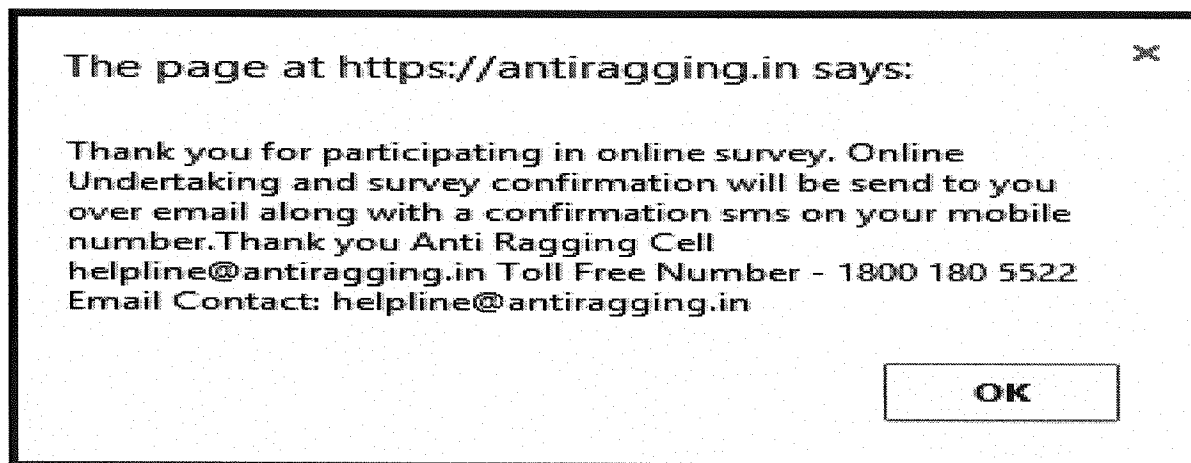 The page at https://antiragging.in says:
×
Thank you for participating in online survey. Online
Undertaking and survey confirmation will be send to you
over email along with a confirmation sms on your mobile
number.Thank you Anti Ragging Cell
helpline@antiragging.in Toll Free Number - 1800 180 5522
Email Contact: helpline@antiragging.in
OK